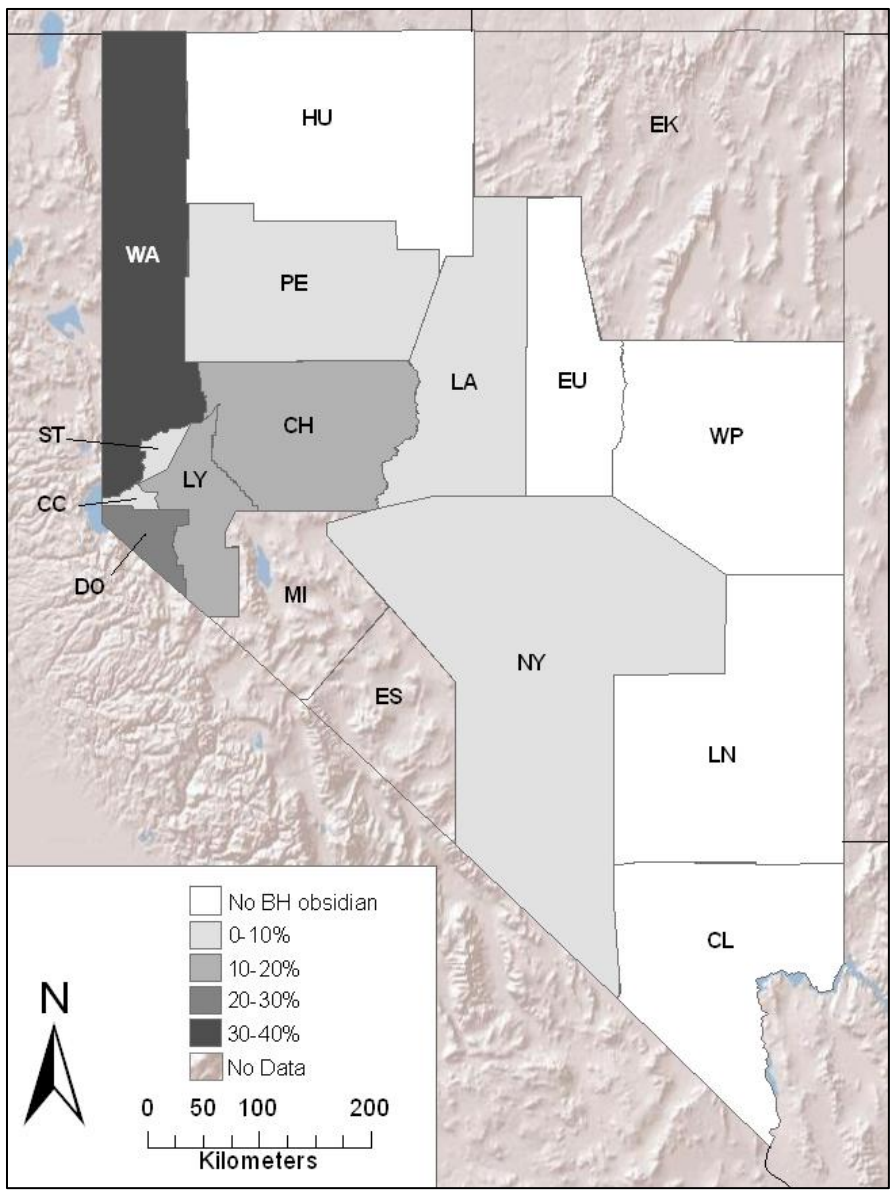 HU
EK
WA
PE
LA
EU
ST
CH
WP
LY
CC
DO
MI
NY
ES
LN
CL
No BH obsidian
0-10%
10-20%
20-30%
30-40%
No Data
N
0 50 100 200
Kilometers